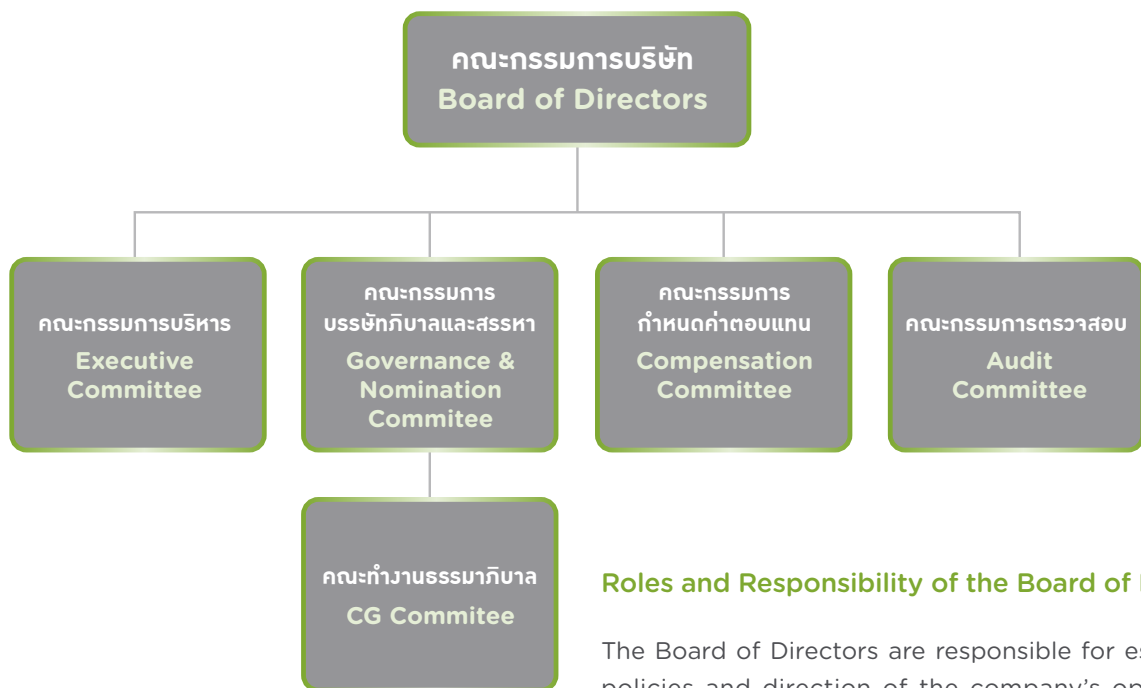 คณะกรรมการบริษัท
Board of Directors
คณะกรรมการบริหาร
Executive
Committee
คณะกรรมการ
บรรษัทภิบาลและสรรหา
Governance &
Nomination
Commitee
คณะกรรมการ
กำหนดค่าตอบแทน
Compensation
Committee
คณะกรรมการตรวจสอบ
Audit
Committee
คณะทำงานธรรมาภิบาล
CG Commitee
Roles and Responsibility of the Board of
The Board of Directors are responsible for
policies and direction of the company's